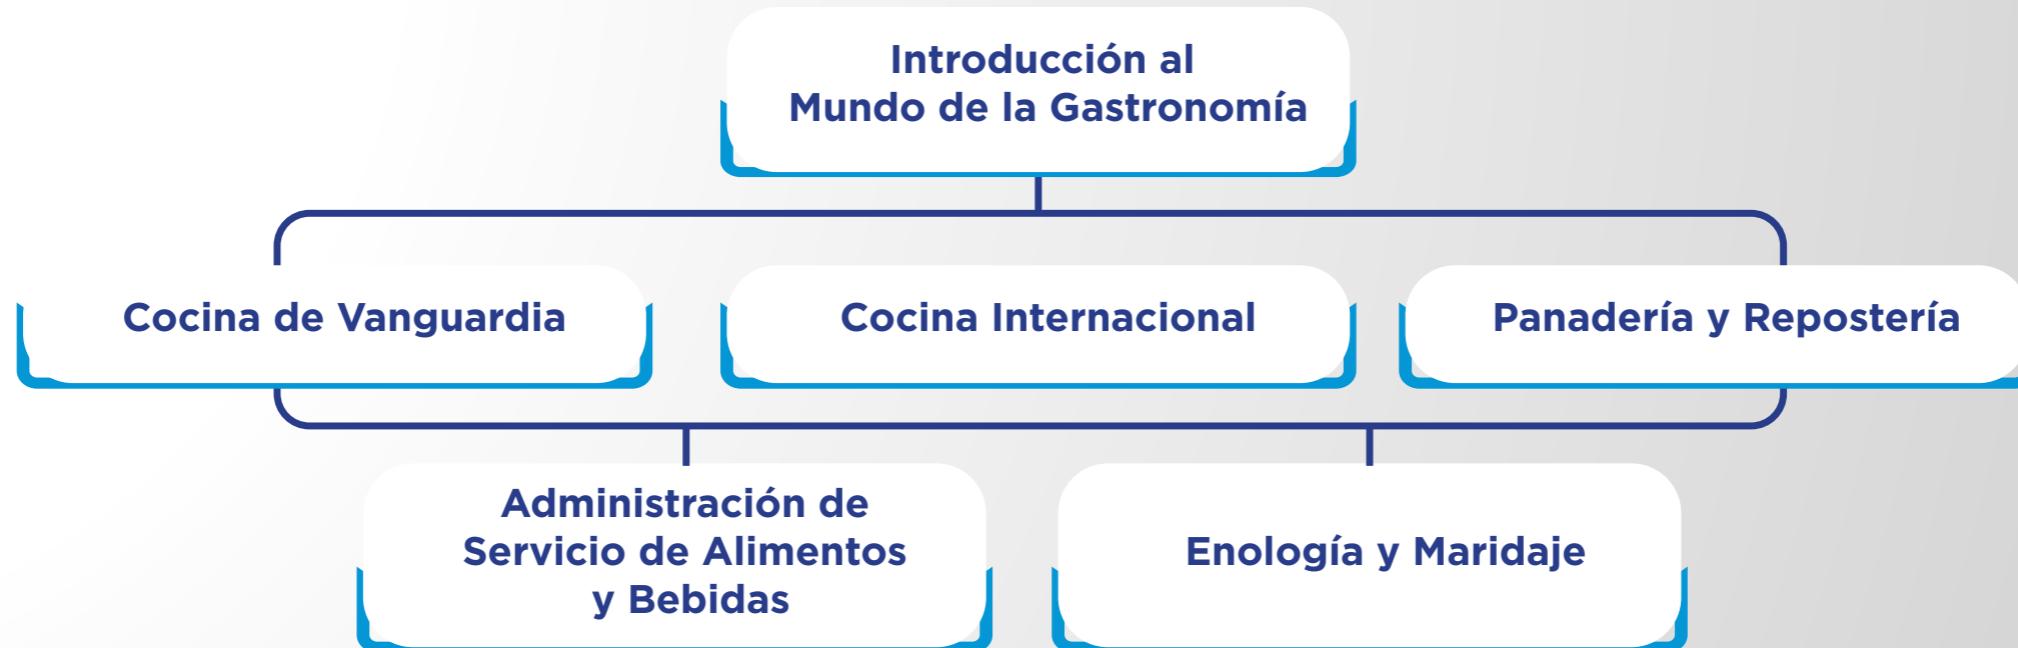 Introducción al
Mundo de la Gastronomía
Cocina de Vanguardia
Cocina Internacional
Panadería y Repostería
Administración de
Servicio de Alimentos
y Bebidas
Enología y Maridaje